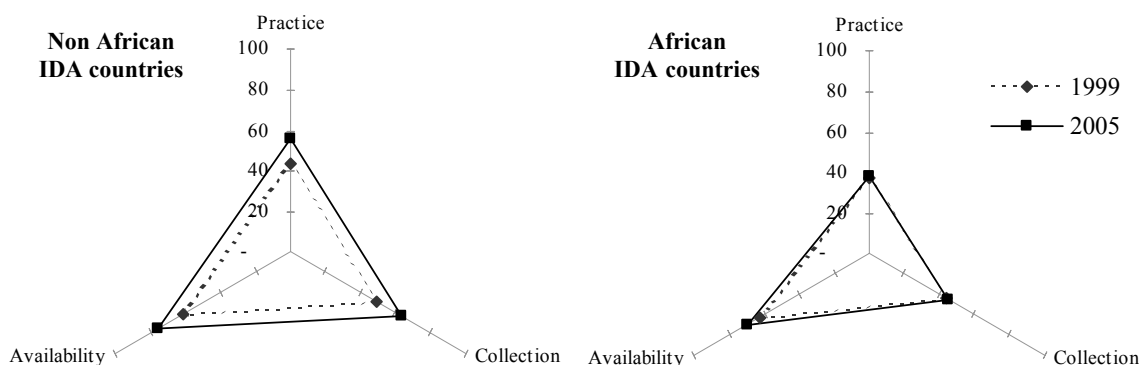 Non African
IDA countries
Practice
100
80
60
40
20
-
Availability
Collection
African
IDA countries
Practice
100
80
60
40
20
-
Availability
Collection
1999
2005